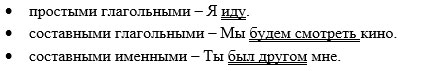 • простыми глагольными – Я иду.
• составными глагольными – Мы будем смотреть кино.
• составными именными – Ты был другом мне.